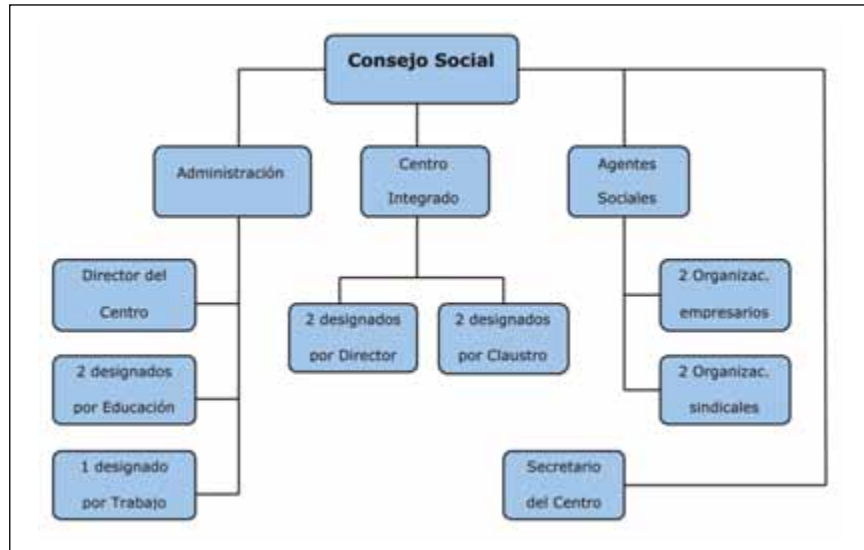 Consejo Social
Administración
Centro
Integrado
Agentes
Sociales
Director del
Centro
2 designados
por Educación
1 designado
por Trabajo
2 designados
por Director
2 designados
por Claustro
2 Organizac.
empresarios
2 Organizac.
sindicales
Secretario
del Centro